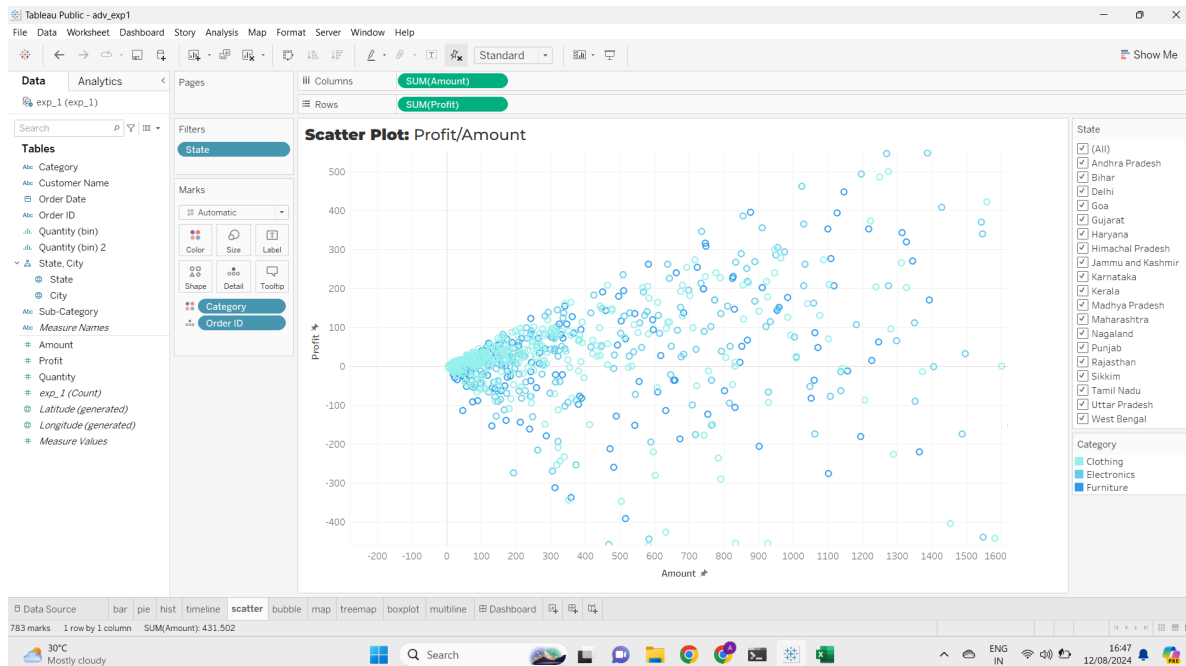 Tableau Public - adv_exp1
File Data Worksheet Dashboard Story Analysis Map Format Server Window Help
Standard
Show Me
Data Analytics
exp_1 (exp_1)
Search
Tables
Abc Category
Abc Customer Name
Order Date
Abc Order ID
Quantity (bin)
Quantity (bin) 2
State, City
State
City
Abc Sub-Category
Abc Measure Names
# Amount
# Profit
# Quantity
# exp_1 (Count)
Latitude (generated)
Longitude (generated)
# Measure Values
Pages
Filters
State
Marks
Automatic
Color Size Label
Shape Detail Tooltip
Category
Order ID
Columns SUM(Amount)
Rows SUM(Profit)
Scatter Plot: Profit/Amount
500
400
300
200
100
0
-100
-200
-300
-400
Profit
-200 -100 0 100 200 300 400 500 600 700 800 900 1000 1100 1200 1300 1400 1500 1600
Amount
State
(All)
Andhra Pradesh
Bihar
Delhi
Goa
Gujarat
Haryana
Himachal Pradesh
Jammu and Kashmir
Karnataka
Kerala
Madhya Pradesh
Maharashtra
Nagaland
Punjab
Rajasthan
Sikkim
Tamil Nadu
Uttar Pradesh
West Bengal
Category
Clothing
Electronics
Furniture
Data Source bar pie hist timeline scatter bubble map treemap boxplot multiline Dashboard
783 marks 1 row by 1 column SUM(Amount): 431,502
30°C
Mostly cloudy
Search
ENG
IN
16:47
12/08/2024
PRE